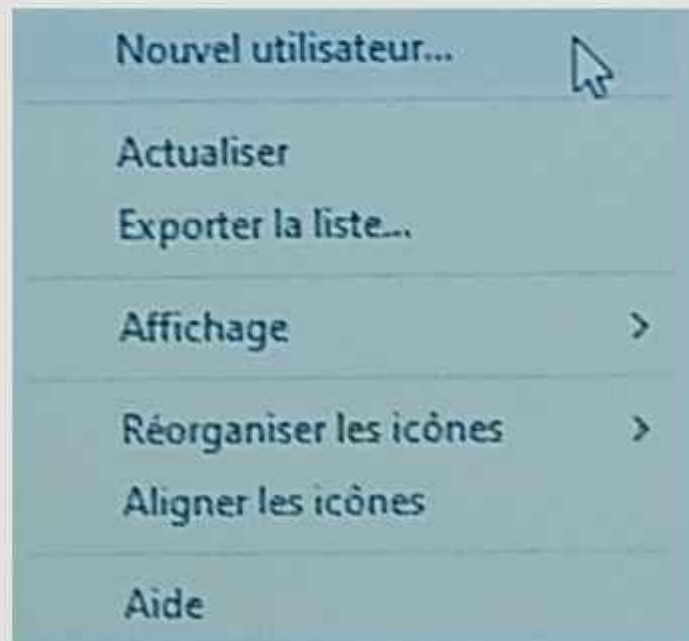 Nouvel utilisateur...
Actualiser
Exporter la liste...
Affichage
Réorganiser les icônes
Aligner les icônes
Aide